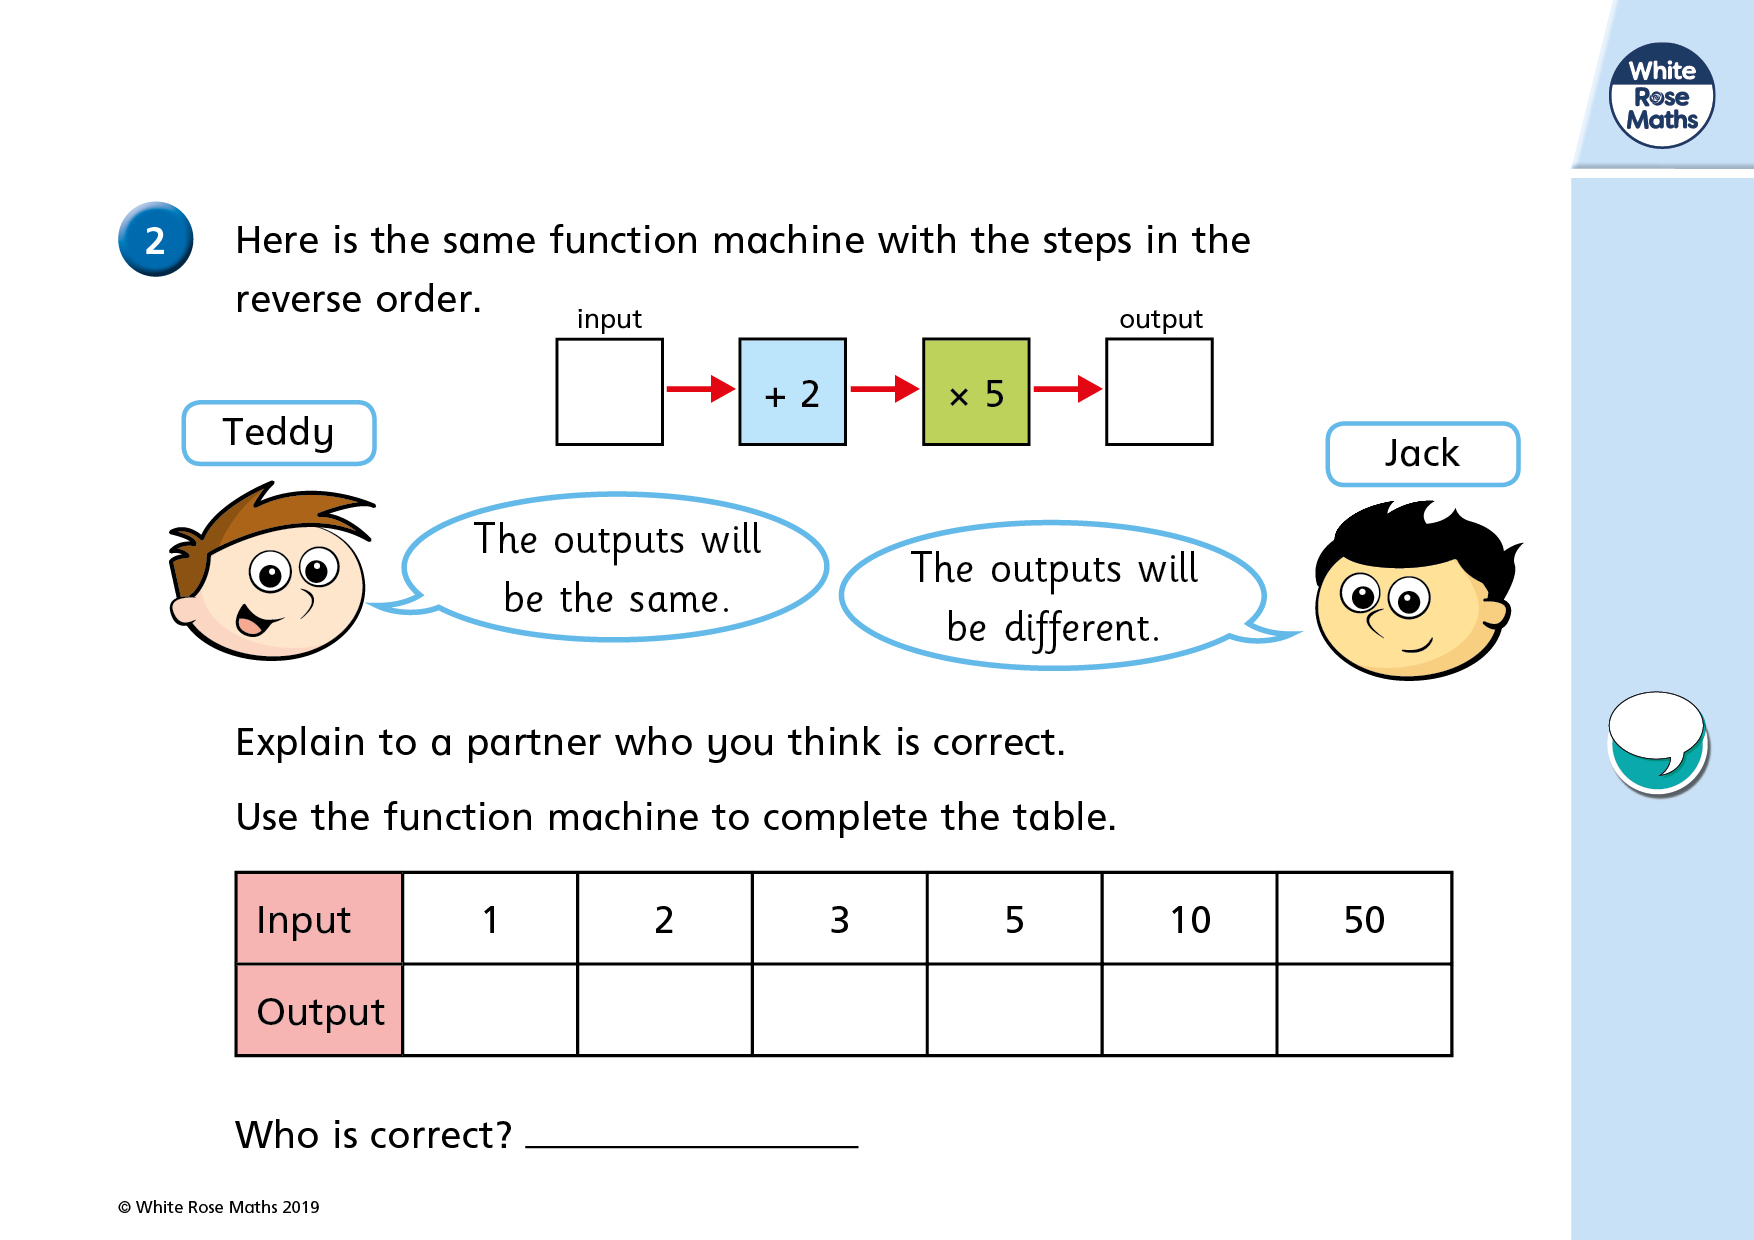 White
Rose
Maths
2
Here is the same function machine with the steps in the
reverse order.
input
output
+ 2
× 5
Teddy
Jack
The outputs will
be the same.
The outputs will
be different.
Explain to a partner who you think is correct.
Use the function machine to complete the table.
Input 1 2 3 5 10 50
Output
Who is correct?
© White Rose Maths 2019